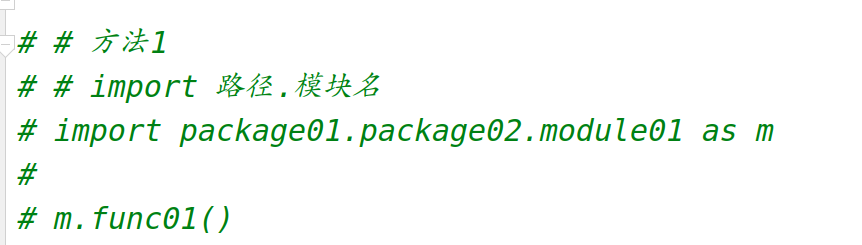 # # 方法1
# # import 路径.模块名
# import package01.package02.module01 as m
#
# m.func01()